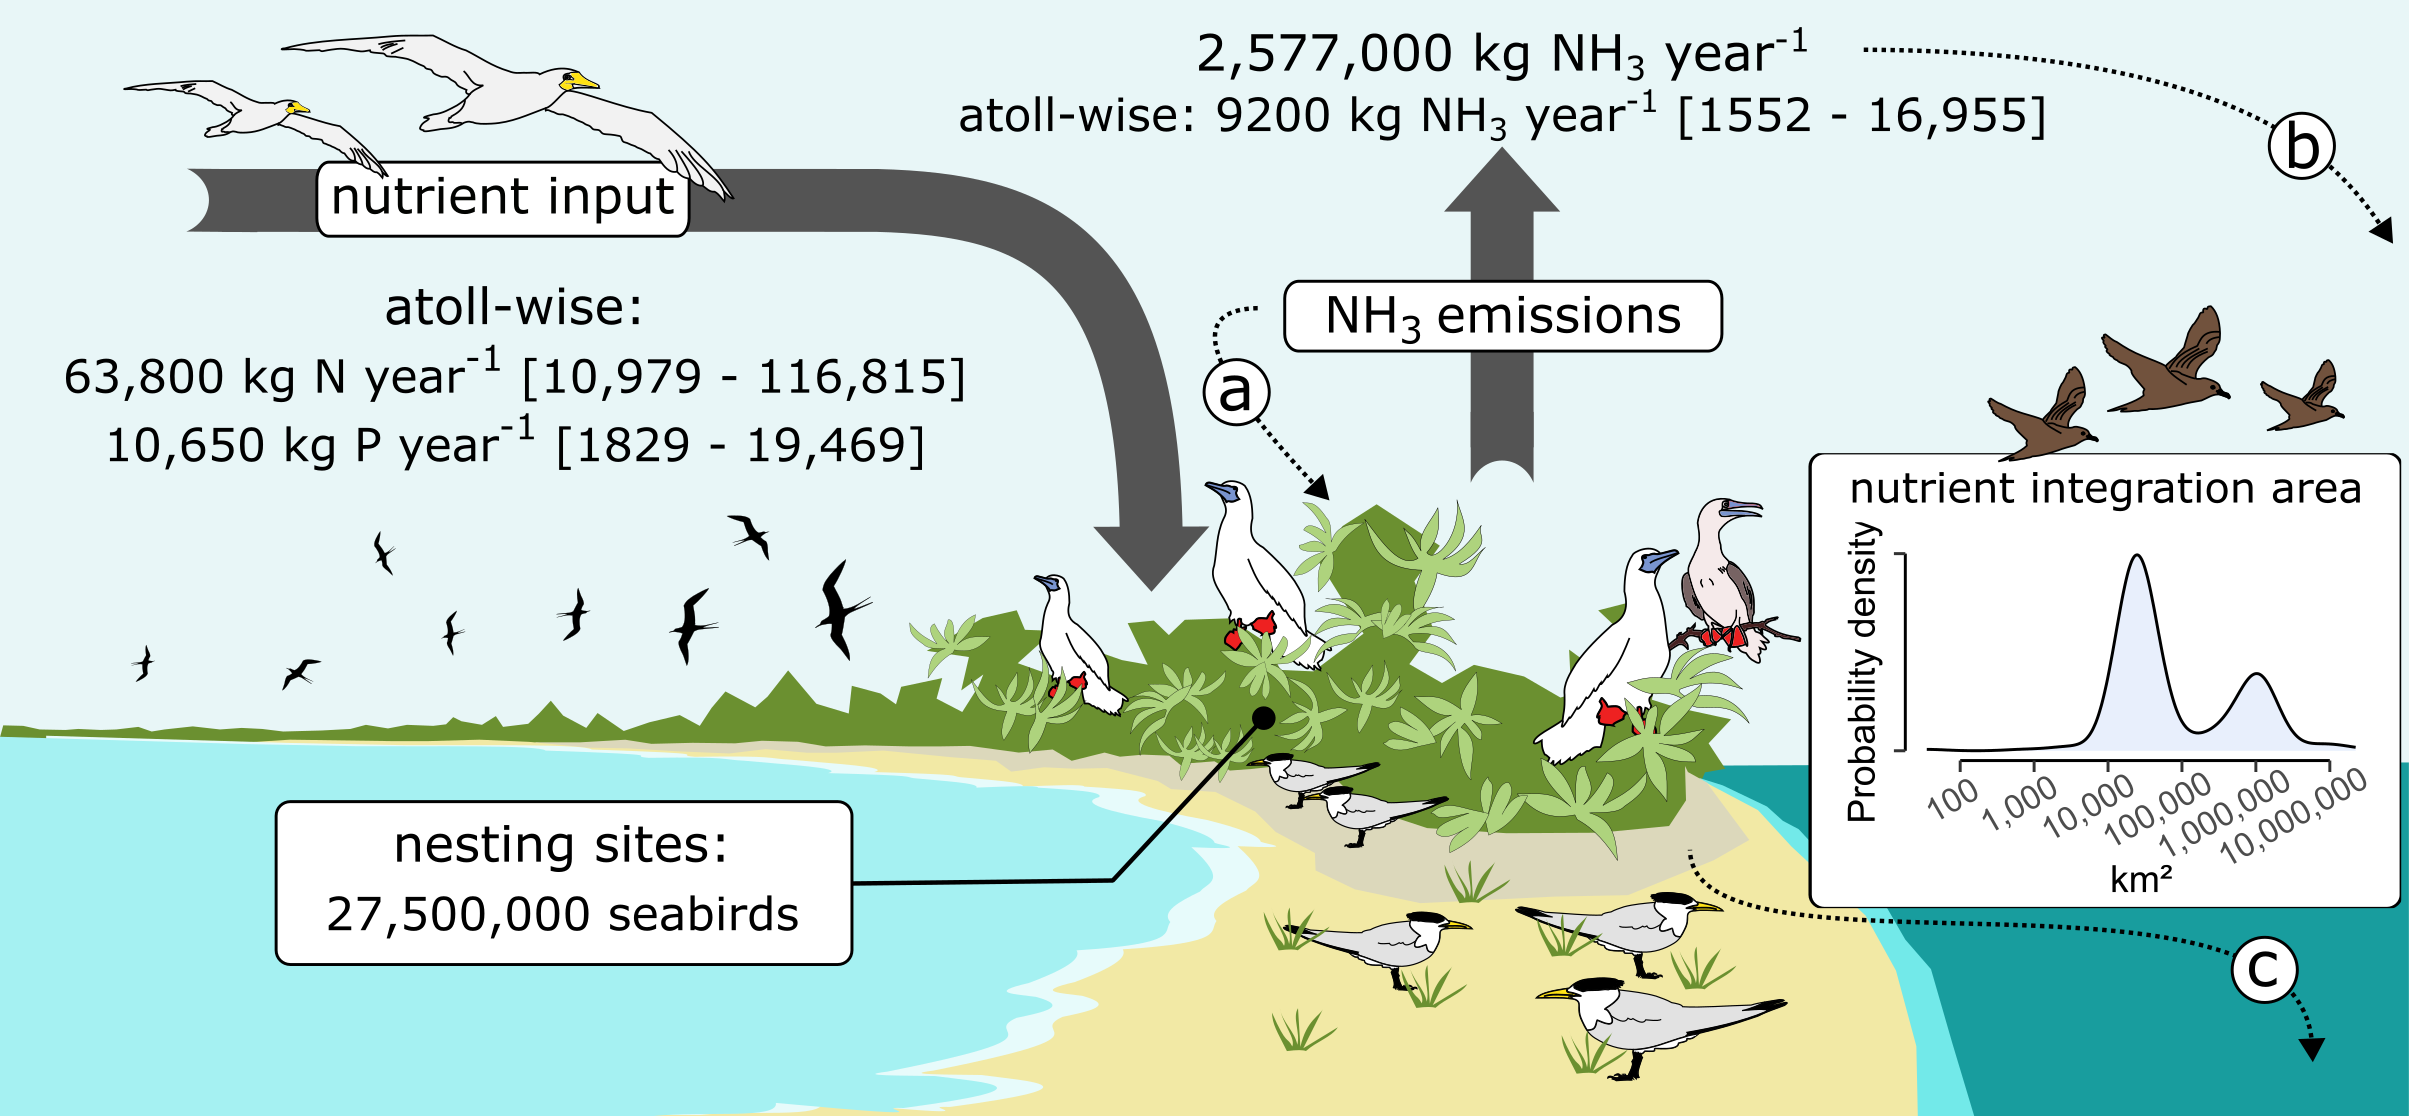 2,577,000 kg NH₃ year⁻¹
atoll-wise: 9200 kg NH₃ year⁻¹ [1552 - 16,955]
b
nutrient input
atoll-wise:
63,800 kg N year⁻¹ [10,979 - 116,815]
10,650 kg P year⁻¹ [1829 - 19,469]
NH₃ emissions
a
nesting sites:
27,500,000 seabirds
nutrient integration area
Probability density
100
1,000
10,000
100,000
1,000,000
10,000,000
km²
c